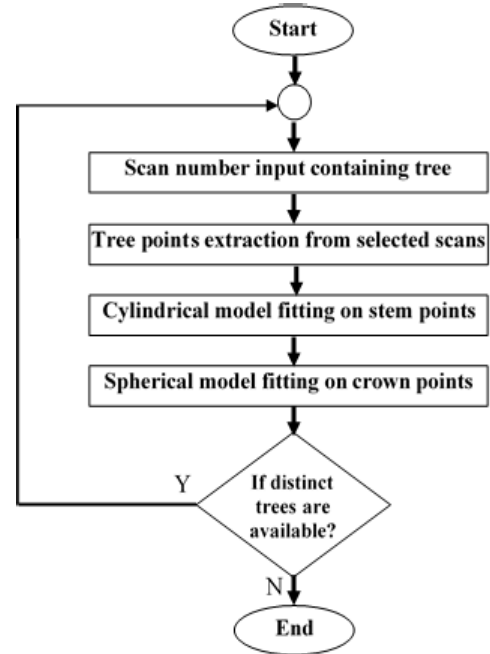 Start
Scan number input containing tree
Tree points extraction from selected scans
Cylindrical model fitting on stem points
Spherical model fitting on crown points
Y
If distinct
trees are
available?
N
End